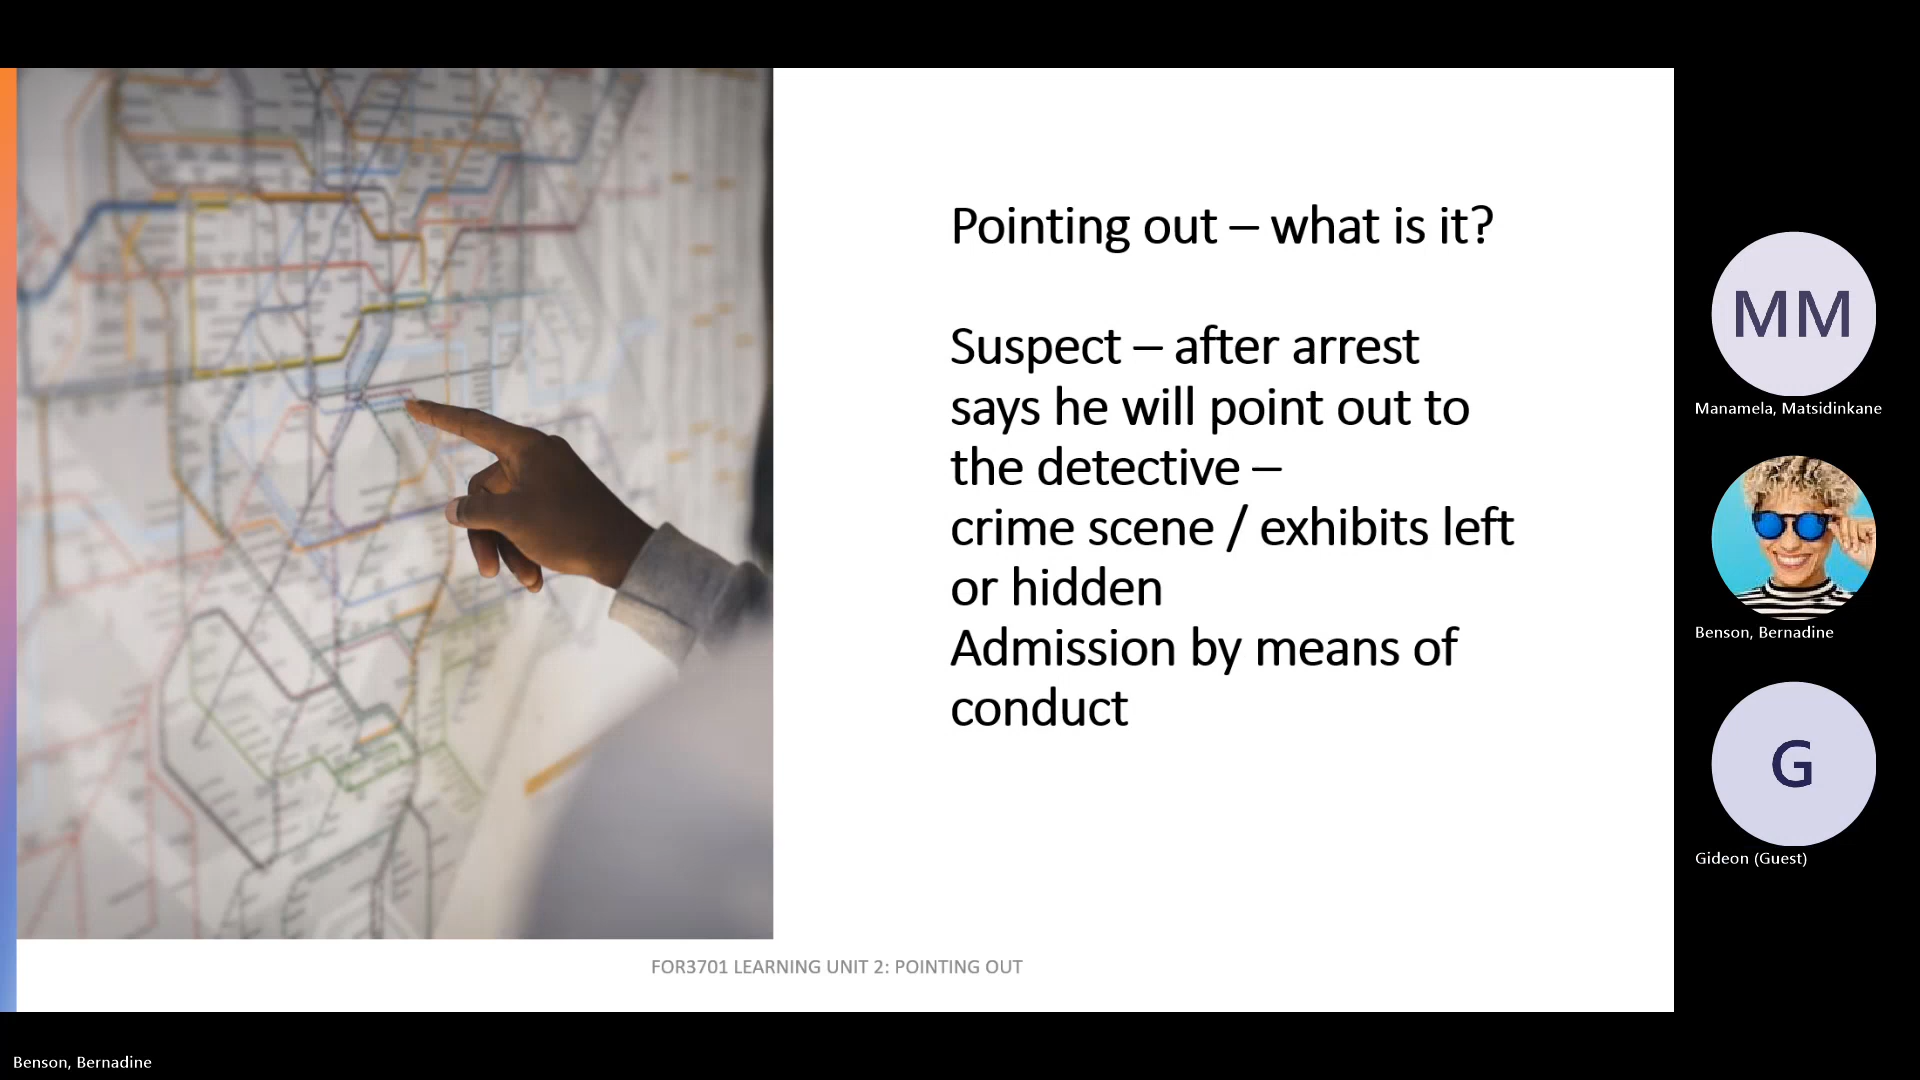 Pointing out – what is it?
Suspect – after arrest
says he will point out to
the detective –
crime scene / exhibits left
or hidden
Admission by means of
conduct
FOR3701 LEARNING UNIT 2: POINTING OUT
MM
Manamela, Matsidinkane
Benson, Bernadine
G
Gideon (Guest)
Benson, Bernadine